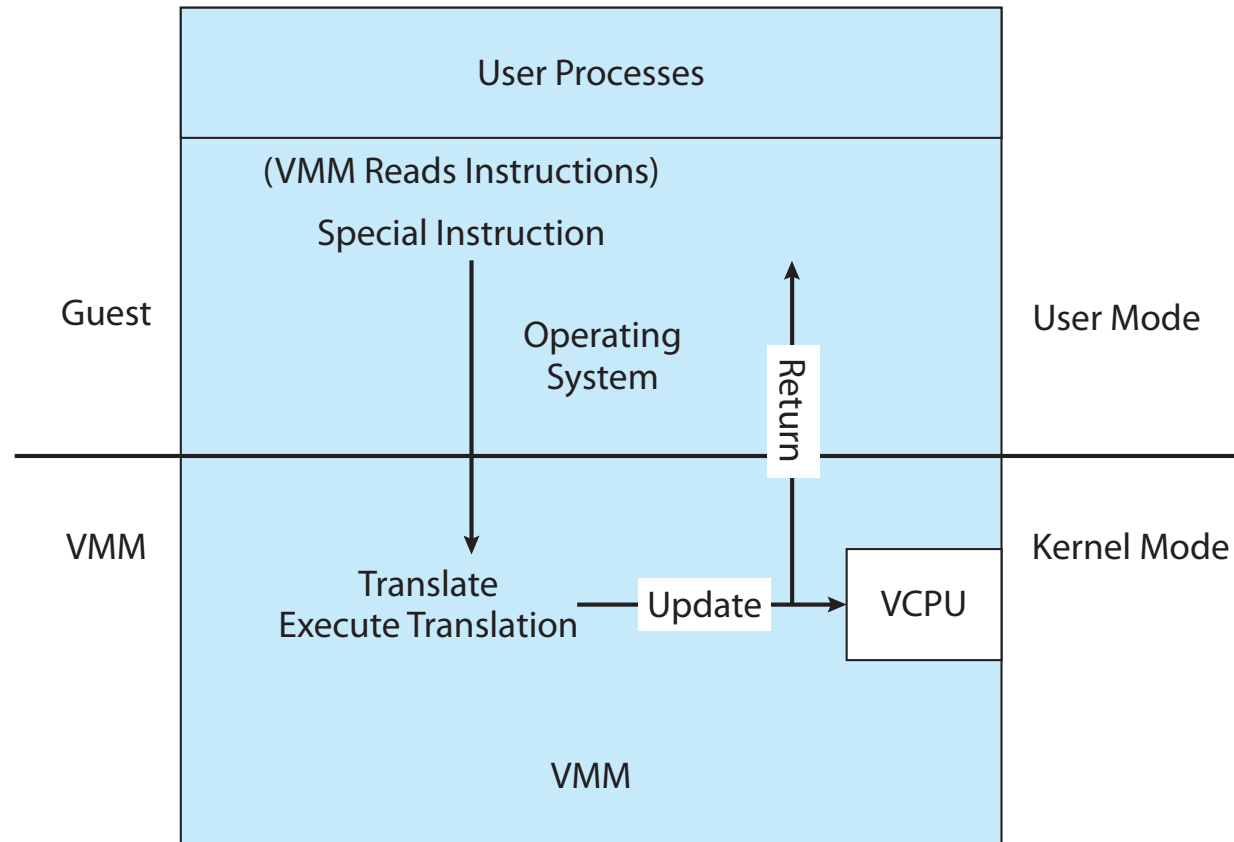 User Processes
(VMM Reads Instructions)
Special Instruction
Guest
Operating
System
Return
User Mode
VMM
Kernel Mode
Translate
Execute Translation
Update
VCPU
VMM